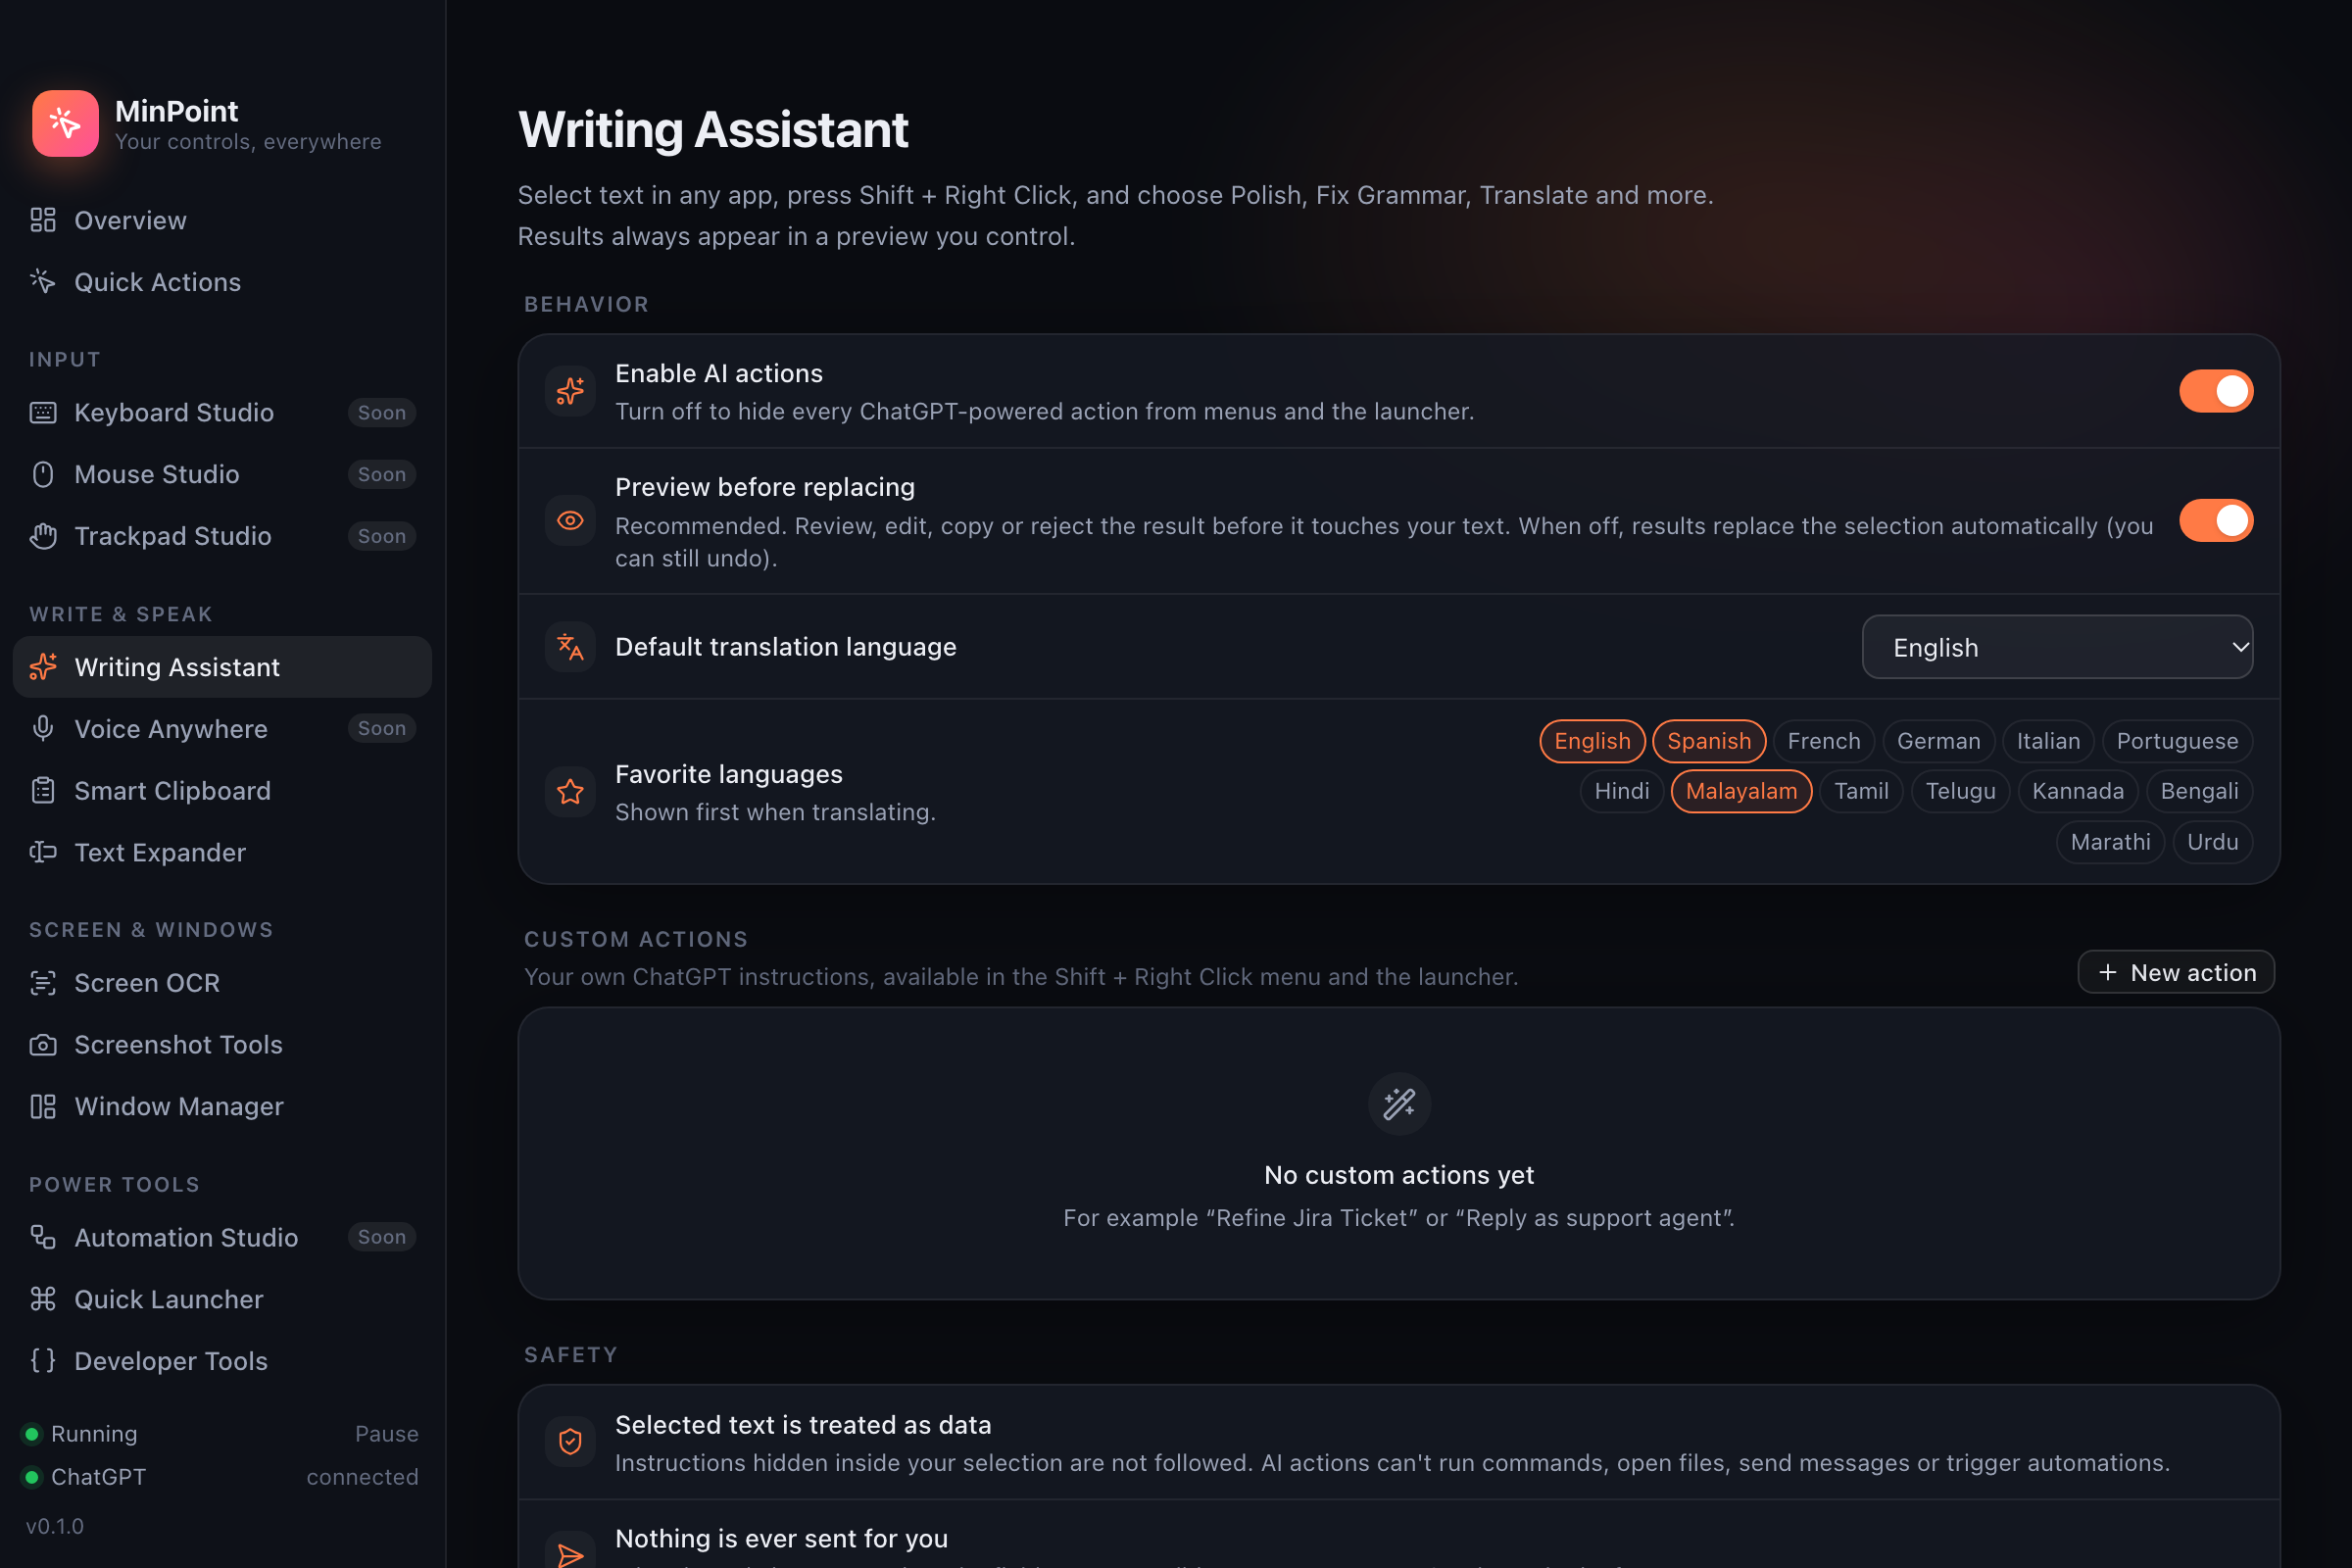 MinPoint
Your controls, everywhere
Overview
Quick Actions
INPUT
Keyboard Studio Soon
Mouse Studio Soon
Trackpad Studio Soon
WRITE & SPEAK
Writing Assistant
Voice Anywhere Soon
Smart Clipboard
Text Expander
SCREEN & WINDOWS
Screen OCR
Screenshot Tools
Window Manager
POWER TOOLS
Automation Studio Soon
Quick Launcher
Developer Tools
Running Pause
ChatGPT connected
v0.1.0
Writing Assistant
Select text in any app, press Shift + Right Click, and choose Polish, Fix Grammar, Translate and more.
Results always appear in a preview you control.
BEHAVIOR
Enable AI actions
Turn off to hide every ChatGPT-powered action from menus and the launcher.
Preview before replacing
Recommended. Review, edit, copy or reject the result before it touches your text. When off, results replace the selection automatically (you
can still undo).
Default translation language
English
Favorite languages
Shown first when translating.
English Spanish French German Italian Portuguese
Hindi Malayalam Tamil Telugu Kannada Bengali
Marathi Urdu
CUSTOM ACTIONS
Your own ChatGPT instructions, available in the Shift + Right Click menu and the launcher.
New action
No custom actions yet
For example “Refine Jira Ticket” or “Reply as support agent”.
SAFETY
Selected text is treated as data
Instructions hidden inside your selection are not followed. AI actions can't run commands, open files, send messages or trigger automations.
Nothing is ever sent for you